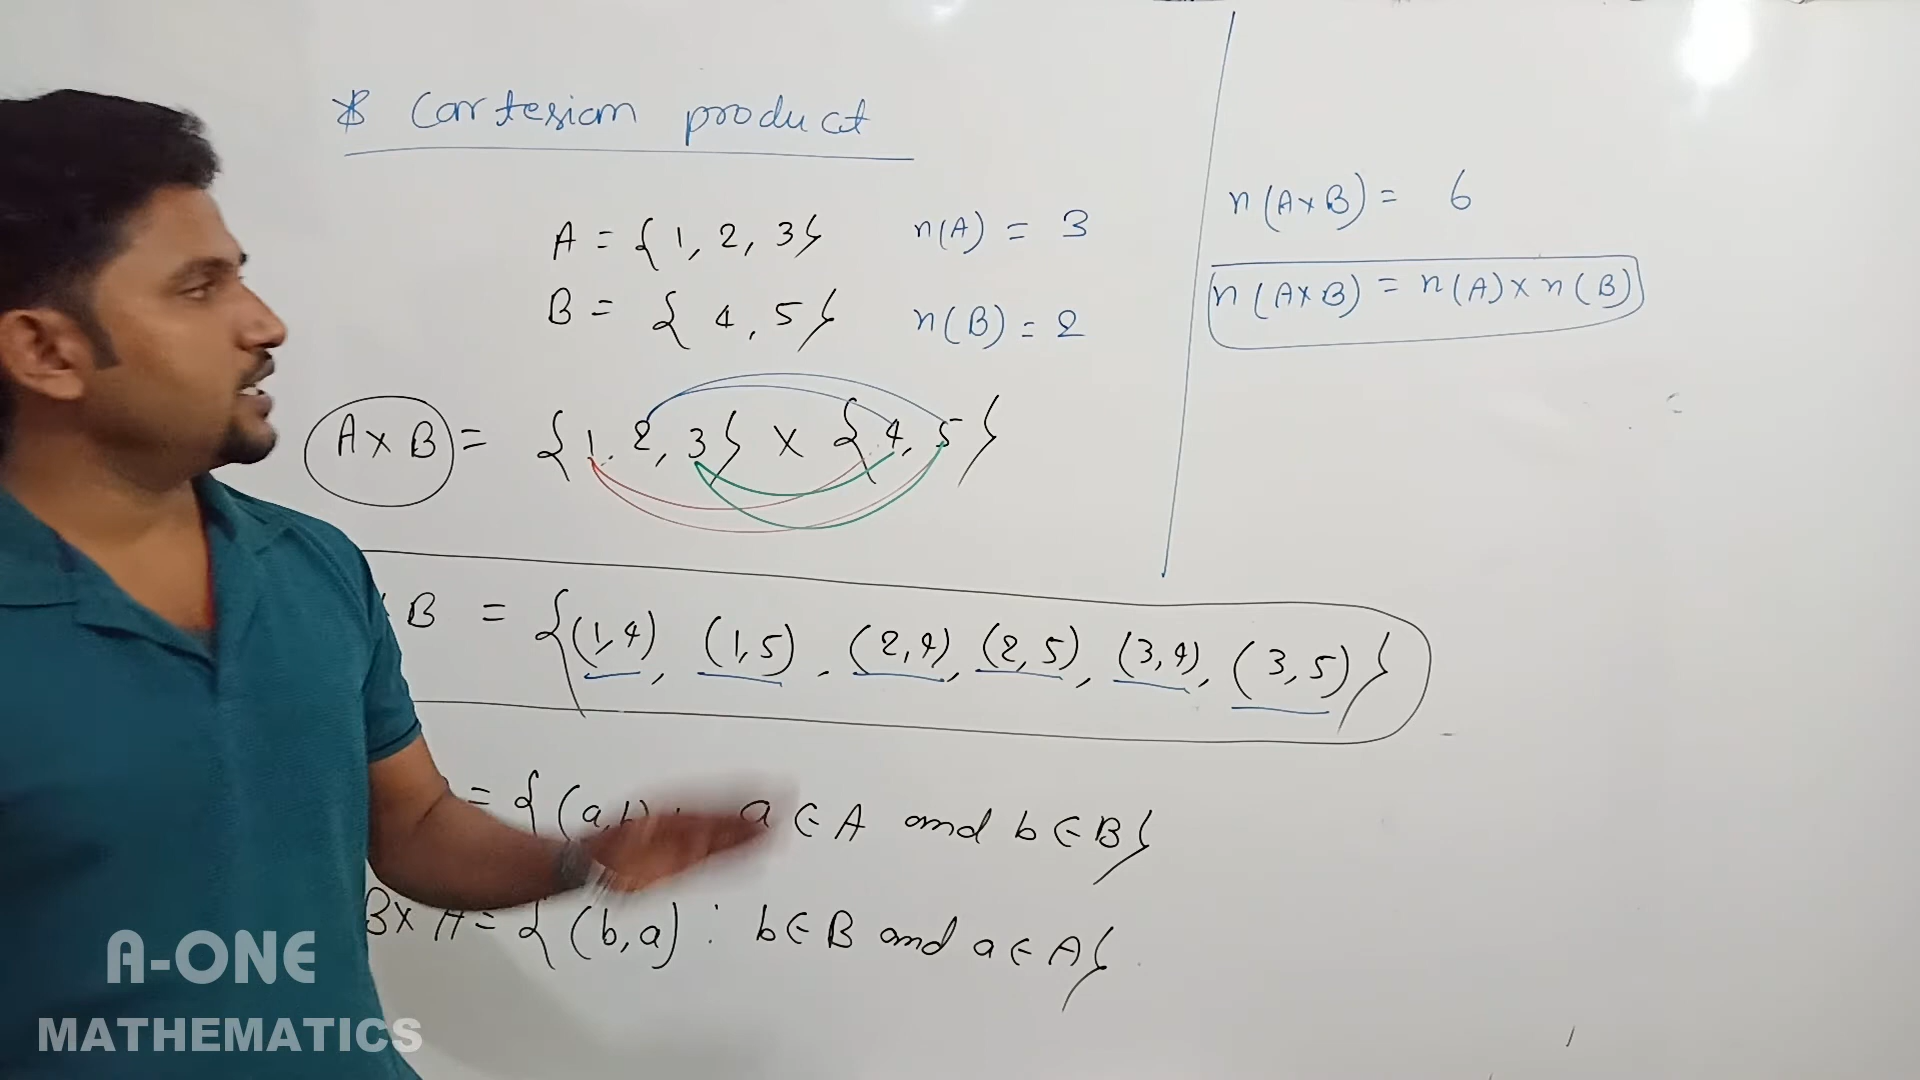 * Cartesian product
A = {1, 2, 3} n(A) = 3
B = {4, 5} n(B) = 2
A×B = {1, 2, 3} × {4, 5}
n(A×B) = 6
n(A×B) = n(A)×n(B)
B = {(1,4), (1,5), (2,4), (2,5), (3,4), (3,5)}
= {(a, : a ∈ A and b ∈ B}
B×A = {(b,a) : b∈B and a∈A}
A-ONE
MATHEMATICS